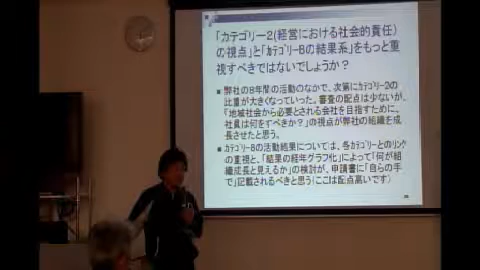 「カテゴリー2(経営における社会的責任)
の視点」と「ｶﾃｺﾞﾘｰ8の結果系」をもっと重
視すべきではないでしょうか？
■ 弊社の8年間の活動のなかで、次第にｶﾃｺﾞﾘｰ2の
比重が大きくなっていった。審査の配点は少ないが、
「地域社会から必要とされる会社を目指すために、
社員は何をすべきか？」の視点が弊社の組織を成
長させたと思う。
■ ｶﾃｺﾞﾘｰ8の活動結果については、各ｶﾃｺﾞﾘｰとのﾘﾝｸ
の重視と、「結果の経年グラフ化」によって「何が組
織成長と見えるか」の検討が、申請書に「自らの手
で」記載されるべきと思う(ここは配点高いです)